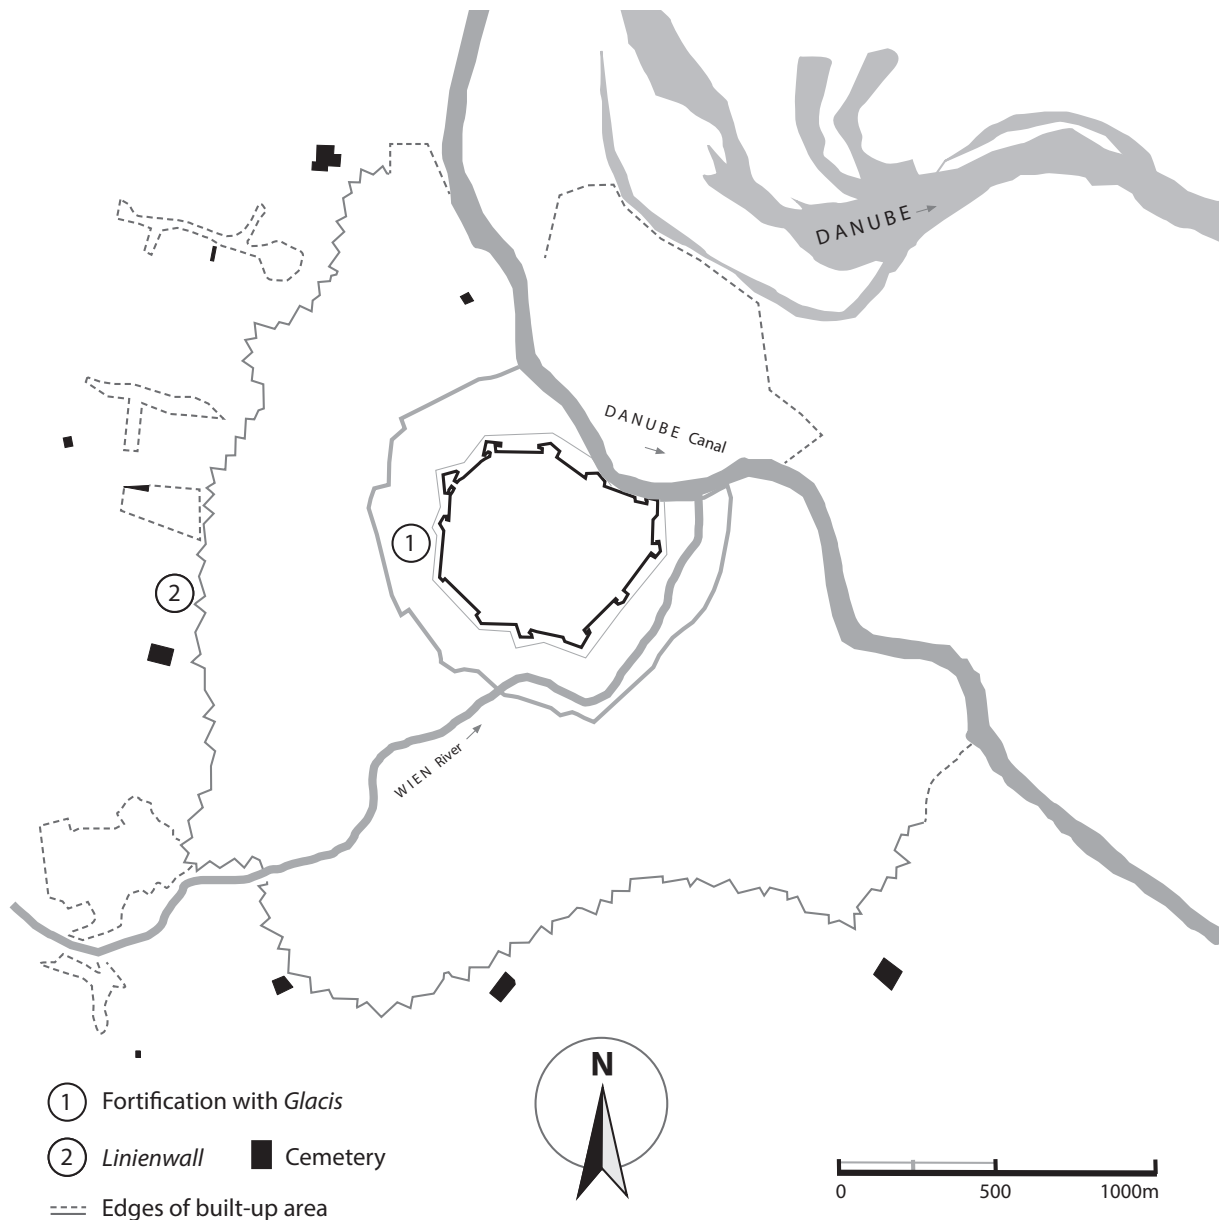 DANUBE
DANUBE Canal
1
2
WIEN River
N
1 Fortification with Glacis
2 Linienwall
Cemetery
Edges of built-up area
0 500 1000m